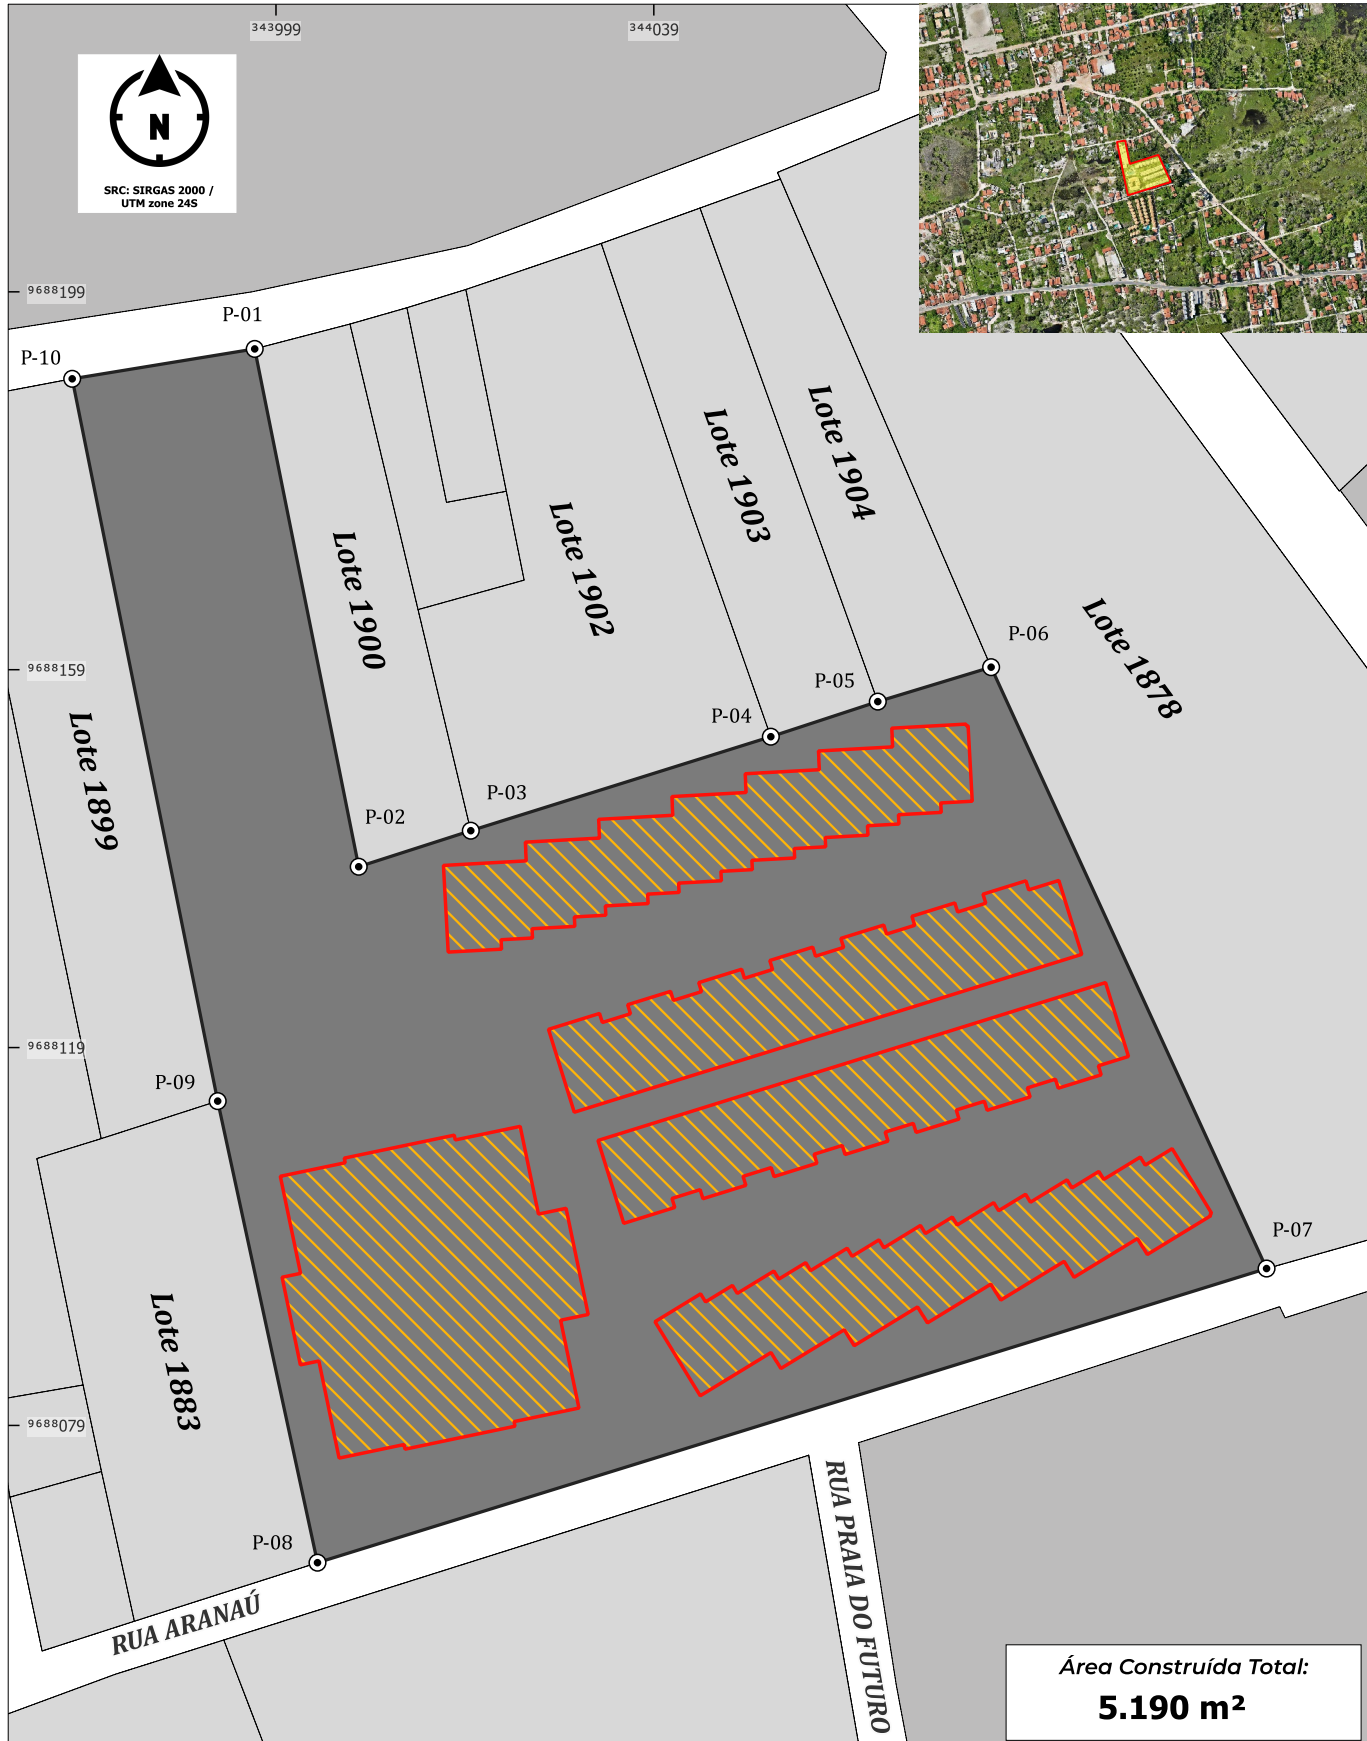 343999
344039
N
SRC: SIRGAS 2000 /
UTM zone 24S
9688199
P-01
P-10
Lote 1904
Lote 1903
Lote 1902
Lote 1900
P-06
Lote 1878
9688159
P-05
P-04
Lote 1899
P-03
P-02
9688119
P-09
P-07
Lote 1883
9688079
P-08
RUA ARANAÚ
RUA PRAIA DO FUTURO
Área Construída Total:
5.190 m²